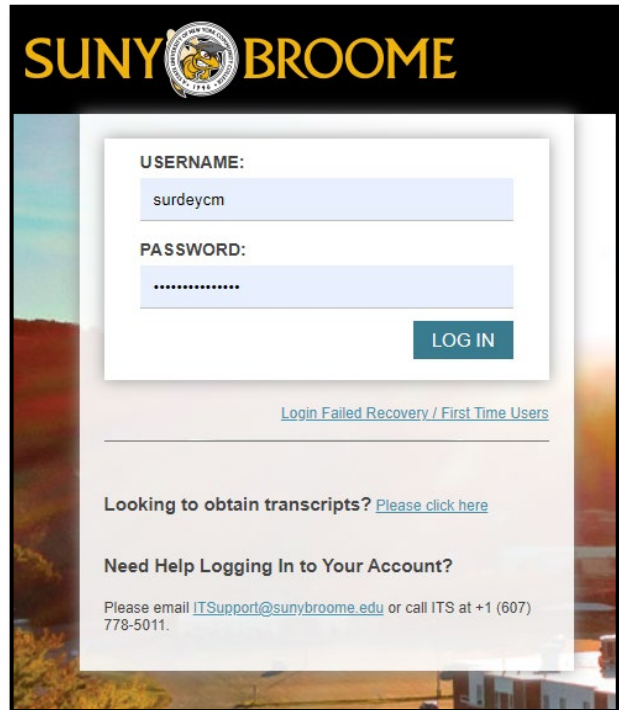 SUNY BROOME
USERNAME:
surdeycm
PASSWORD:
•••••••••••••••
LOG IN
Login Failed Recovery / First Time Users
Looking to obtain transcripts? Please click here
Need Help Logging In to Your Account?
Please email ITSupport@sunybroome.edu or call ITS at +1 (607)
778-5011.